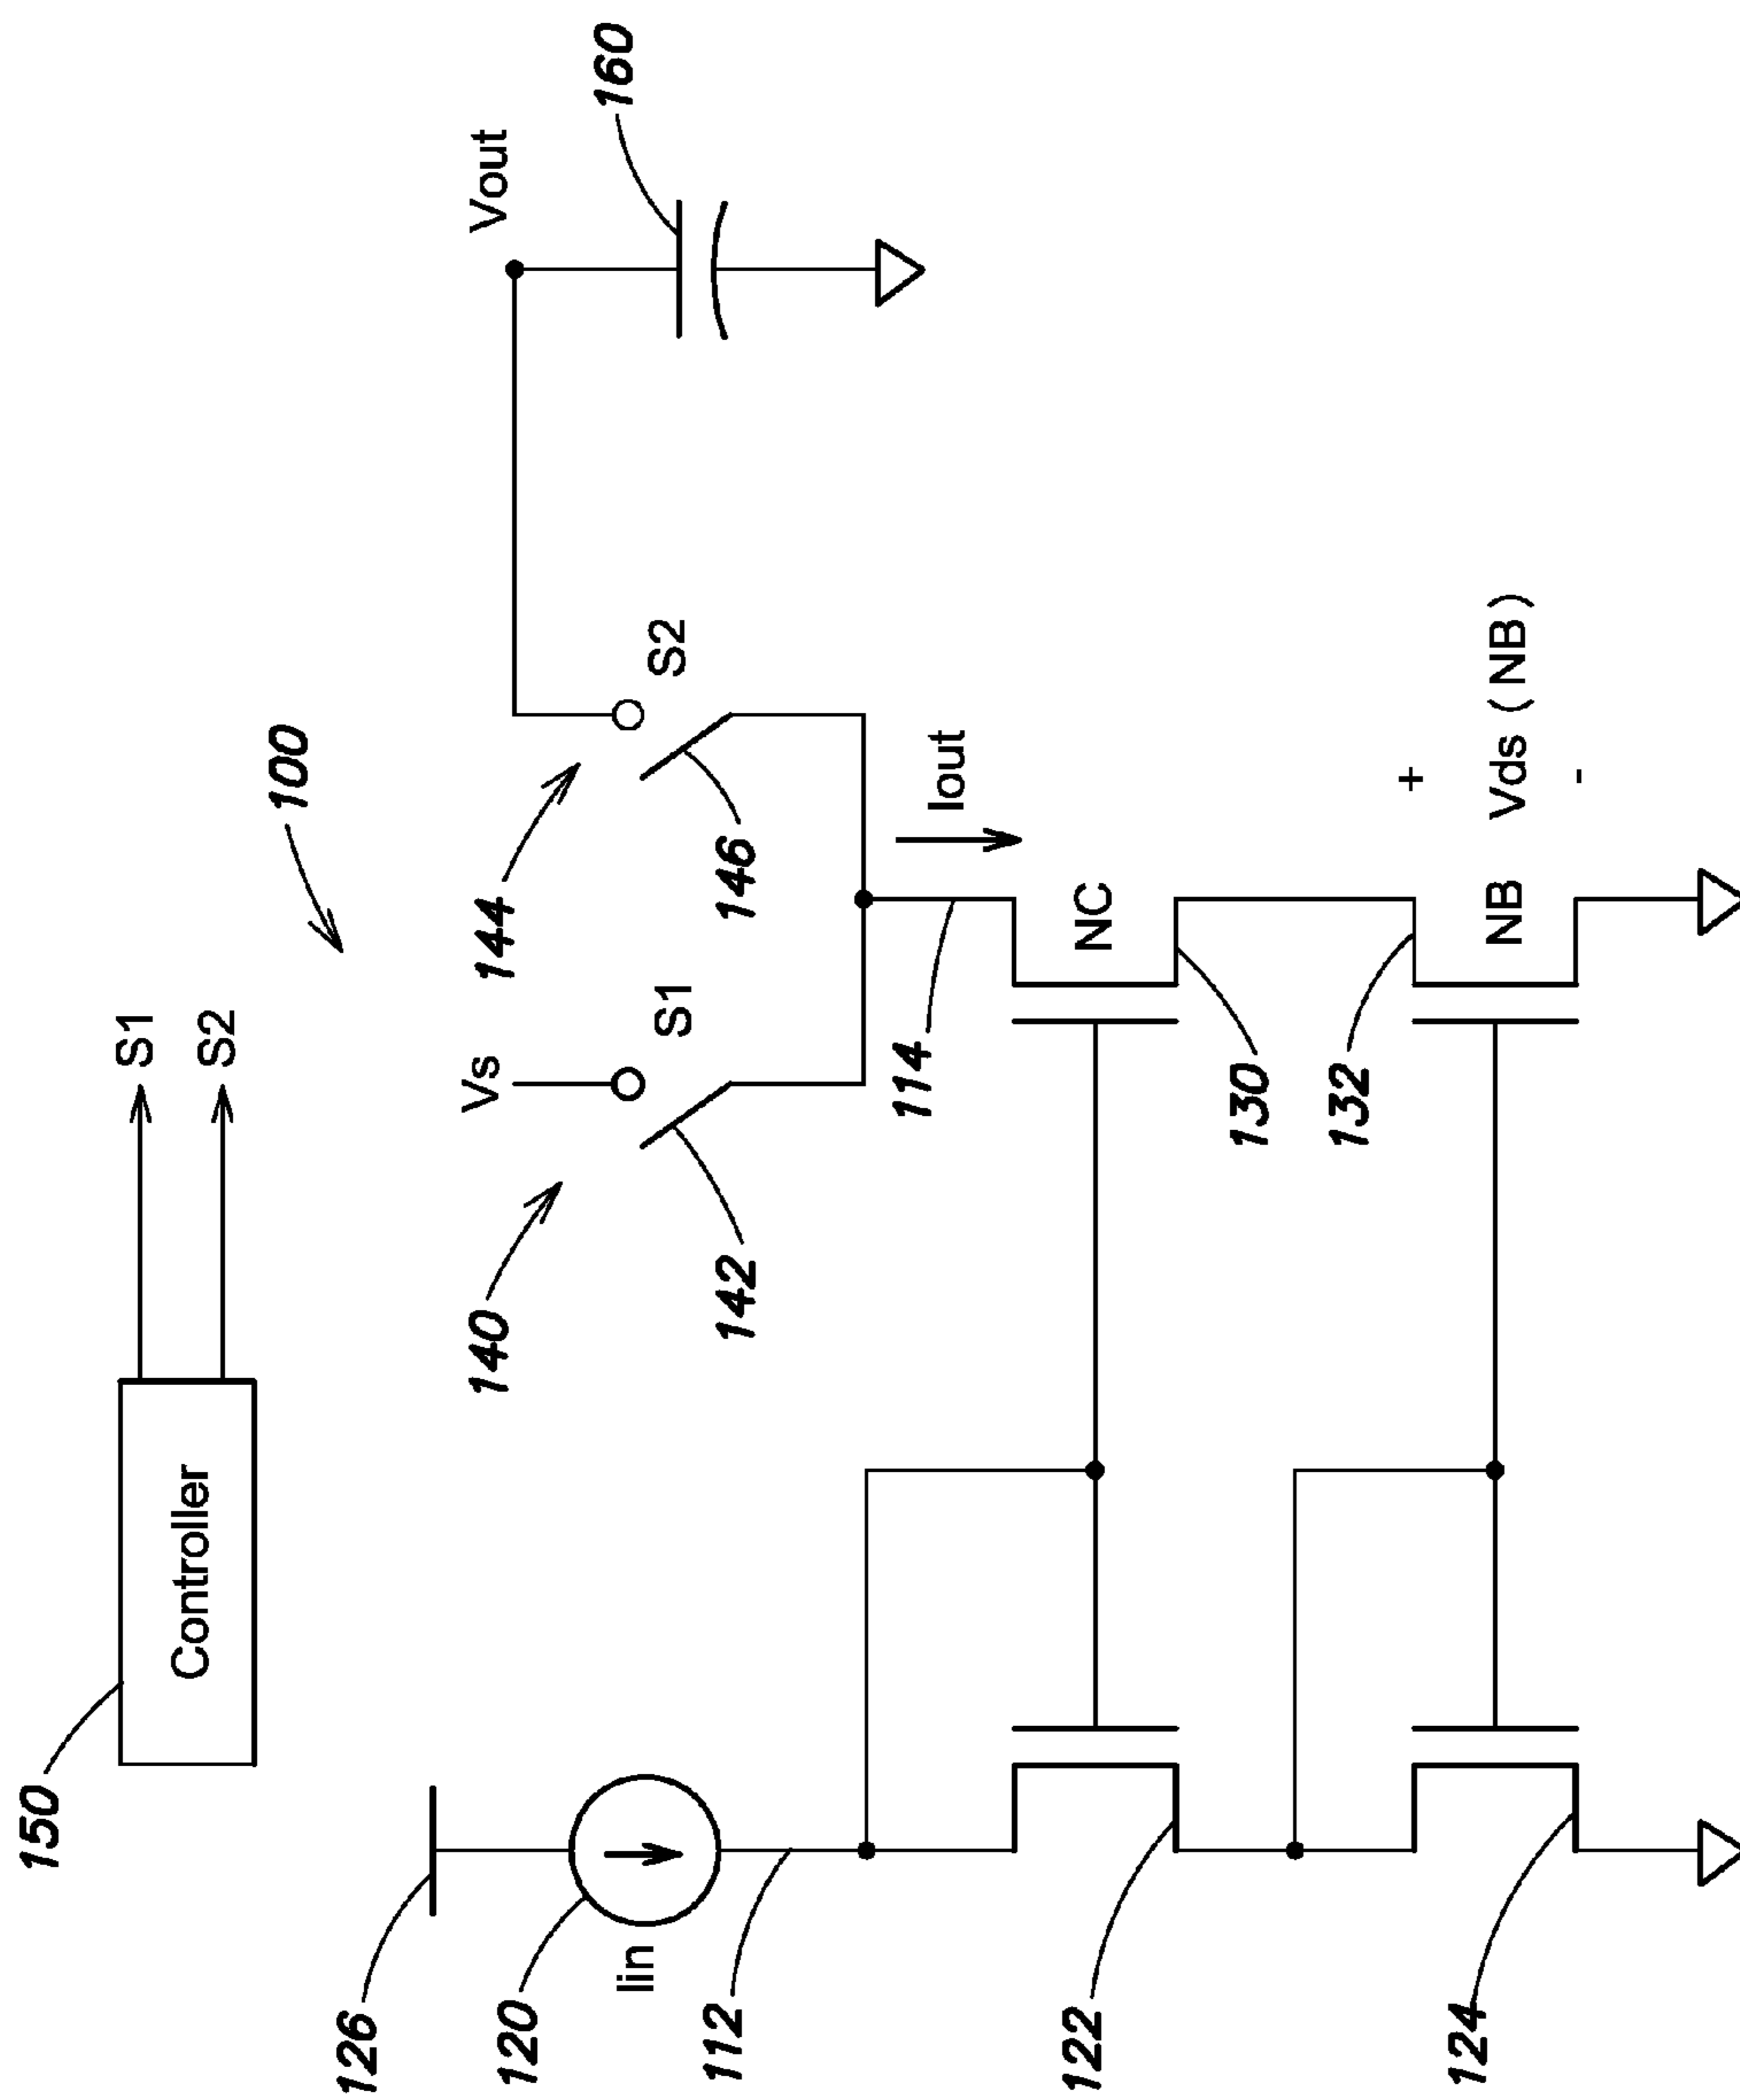 150
Controller
S1
S2
100
126
Vs
140
144
Vout
160
120
Iin
S1
S2
142
146
112
114
Iout
NC
122
130
132
+
NB
Vds (NB)
-
124